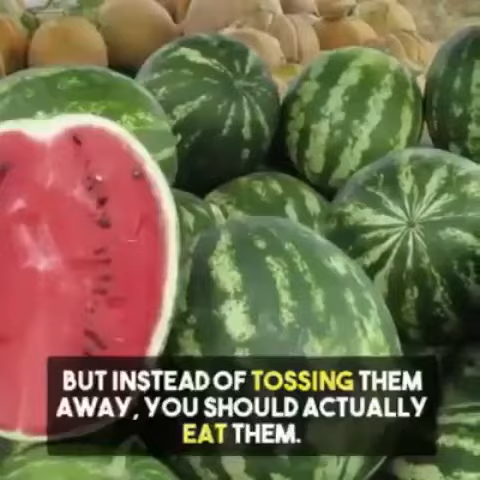 BUT INSTEAD OF TOSSING THEM
AWAY, YOU SHOULD ACTUALLY
EAT THEM.